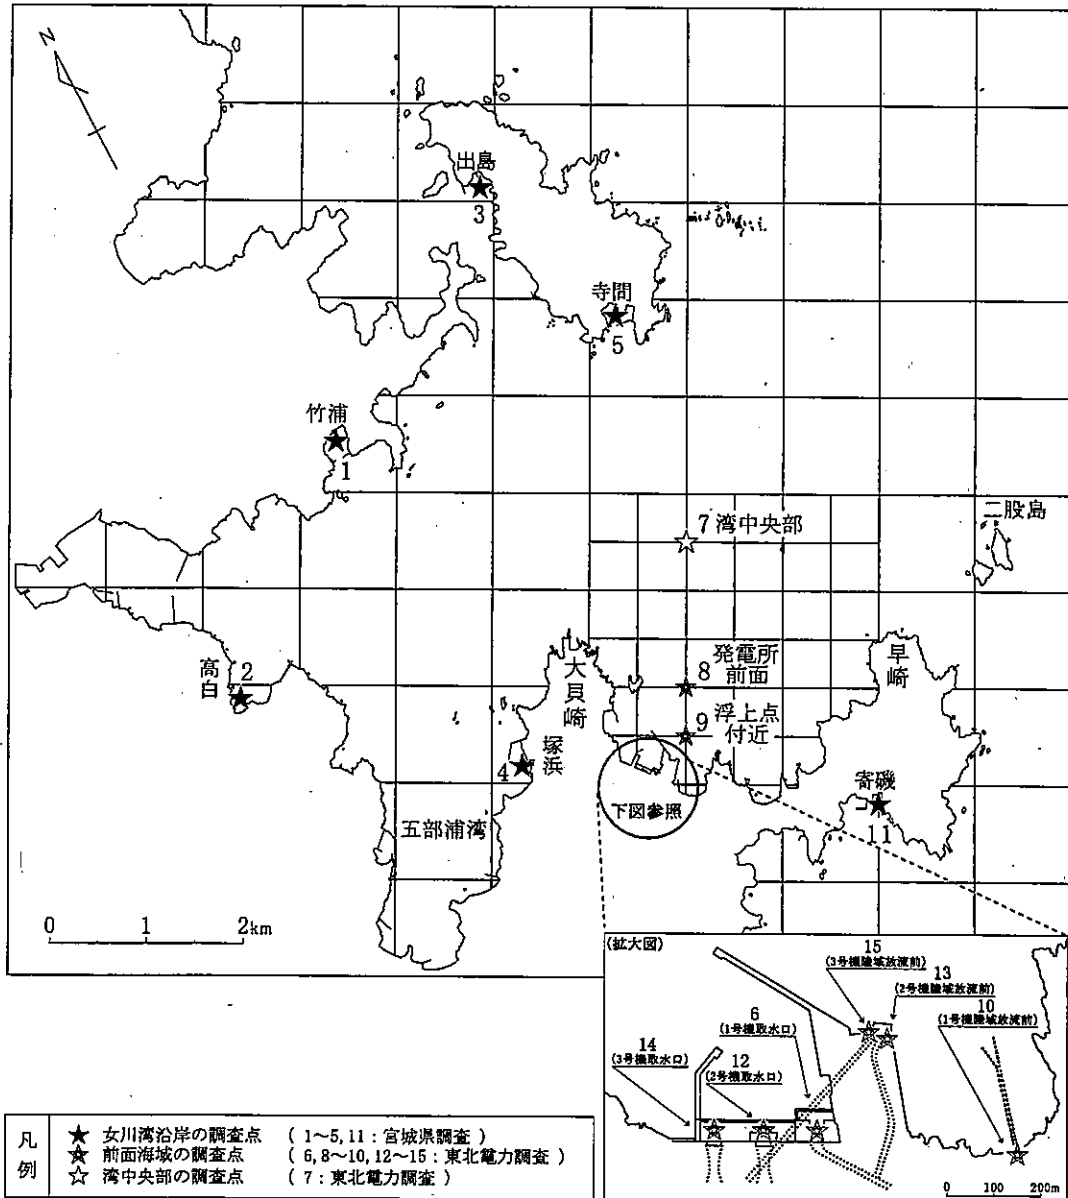 N
出島
3
寺間
5
竹浦
1
7 湾中央部
二股島
高白
2
大貝崎
8 発電所前面
早崎
9 浮上点付近
塚浜
4
寄磯
11
下図参照
五部浦湾
0 1 2km
(拡大図)
15
(3号機陸域放流前)
13
(2号機陸域放流前)
10
(1号機陸域放流前)
6
(1号機取水口)
14
(3号機取水口)
12
(2号機取水口)
0 100 200m
凡例
★ 女川湾沿岸の調査点 ( 1~5,11 : 宮城県調査 )
前面海域の調査点 ( 6,8~10,12~15 : 東北電力調査 )
☆ 湾中央部の調査点 ( 7 : 東北電力調査 )